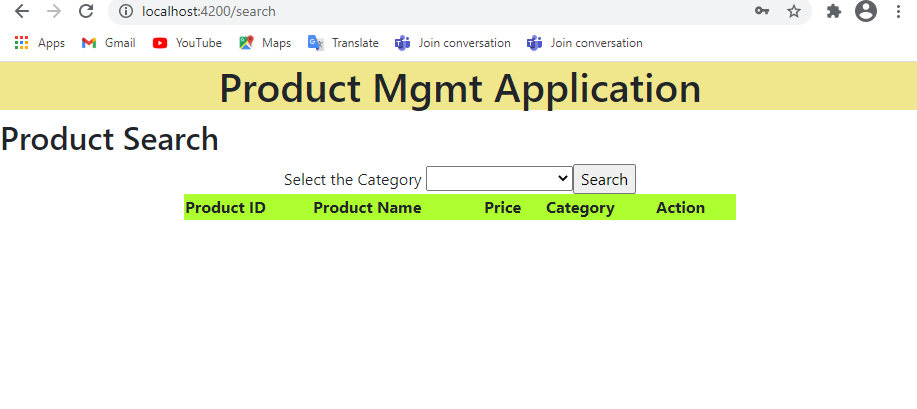 localhost:4200/search
Apps Gmail YouTube Maps Translate Join conversation Join conversation
Product Mgmt Application
Product Search
Select the Category Search
Product ID Product Name Price Category Action